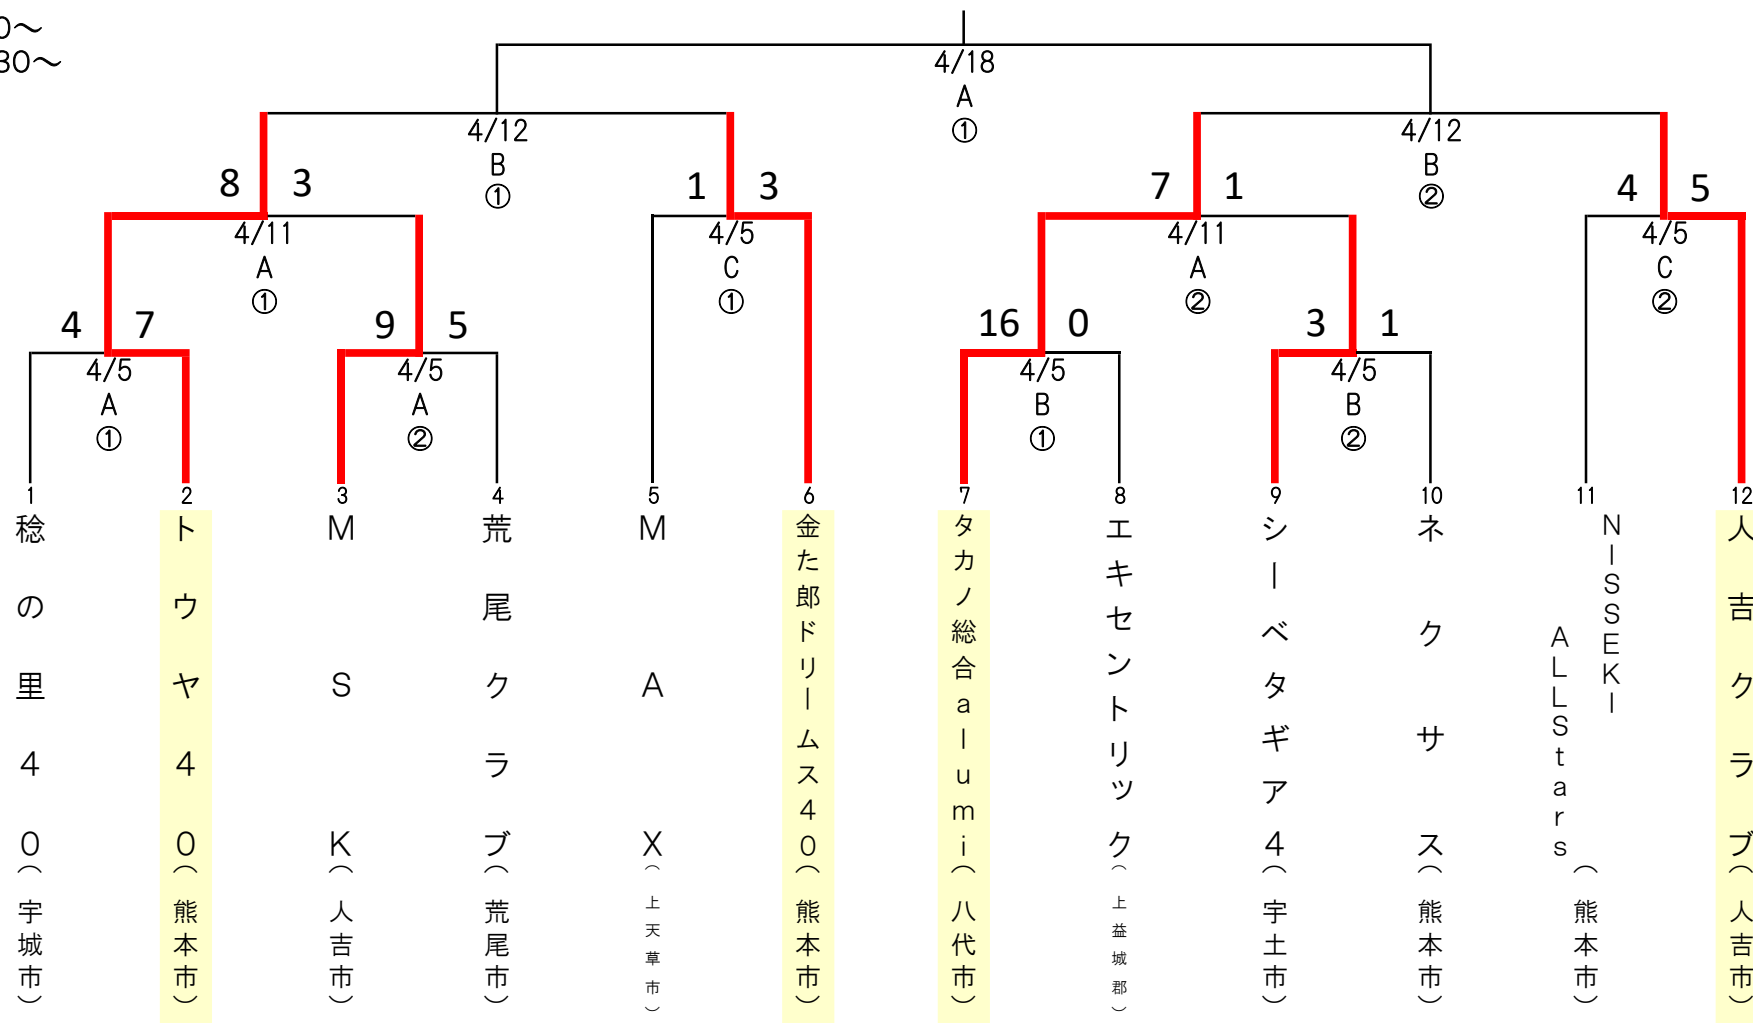 0～
30～
4/18
A
①
4/12
B
①
4/12
B
②
8 3
1 3
7 1
4 5
4/11
A
①
4/5
C
①
4/11
A
②
4/5
C
②
4 7
9 5
16 0
3 1
4/5
A
①
4/5
A
②
4/5
B
①
4/5
B
②
1
稔の里４０（宇城市）
2
トウヤ４０（熊本市）
3
ＭＳＫ（人吉市）
4
荒尾クラブ（荒尾市）
5
ＭＡＸ（上天草市）
6
金た郎ドリームス４０（熊本市）
7
タカノ総合ａｌｕｍｉ（八代市）
8
エキセントリック（上益城郡）
9
シーベタギア４（宇土市）
10
ネクサス（熊本市）
11
ＮＩＳＳＥＫＩ
ＡＬＬＳｔａｒｓ
（熊本市）
12
人吉クラブ（人吉市）